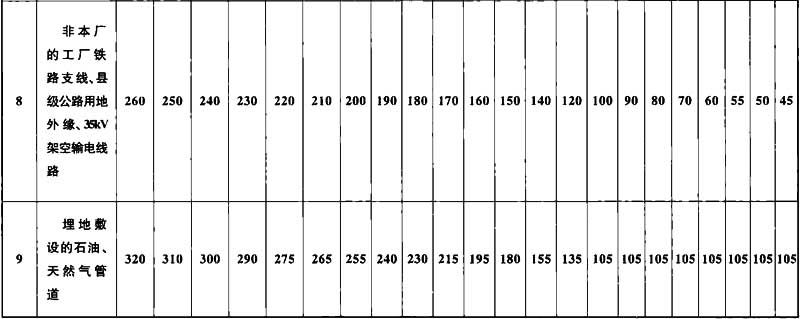 8
非本厂
的工厂铁
路支线、县
级公路用地
外缘、35kV
架空输电线
路
260 250 240 230 220 210 200 190 180 170 160 150 140 120 100 90 80 70 60 55 50 45
9
埋地敷
设的石油、
天然气管
道
320 310 300 290 275 265 255 240 230 215 195 180 155 135 105 105 105 105 105 105 105 105